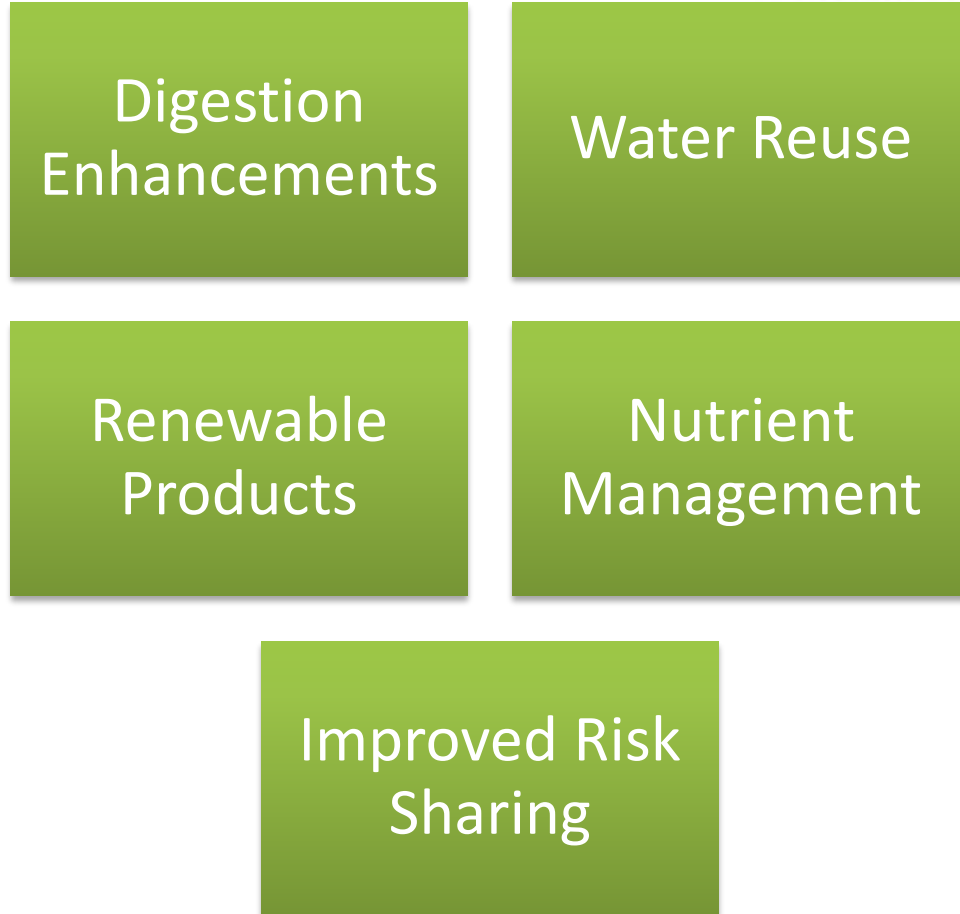 Digestion
Enhancements
Water Reuse
Renewable
Products
Nutrient
Management
Improved Risk
Sharing